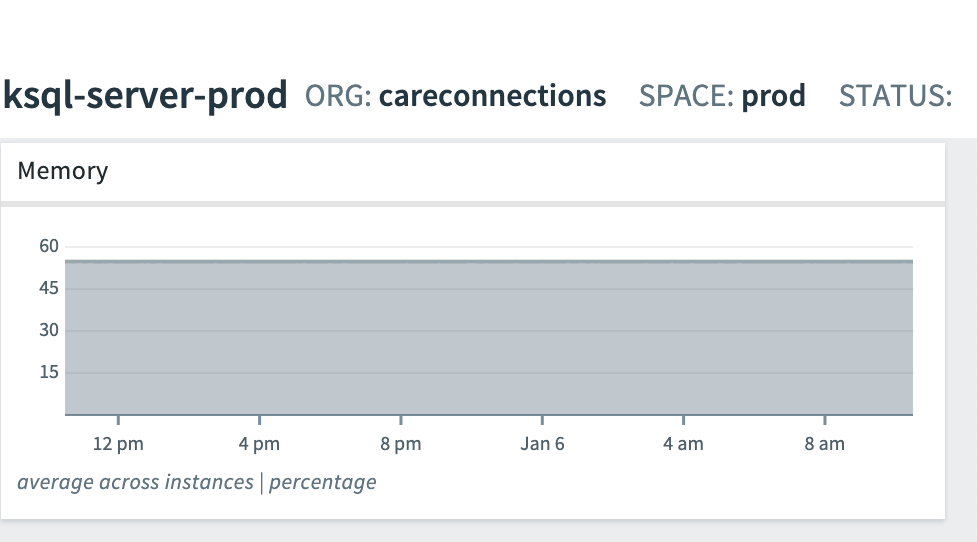 ksql-server-prod ORG: careconnections SPACE: prod STATUS:
Memory
60
45
30
15
12 pm 4 pm 8 pm Jan 6 4 am 8 am
average across instances | percentage